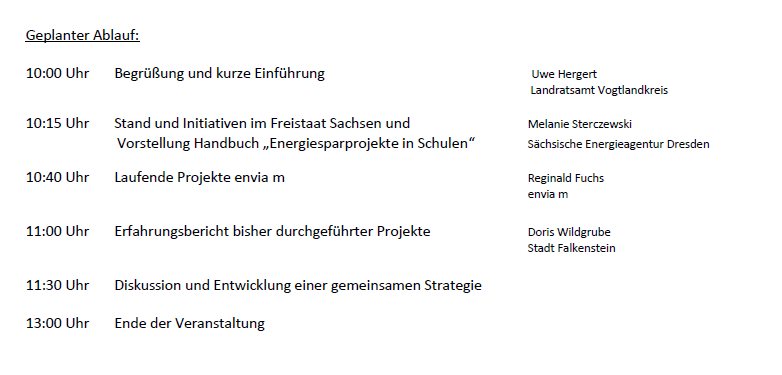 Geplanter Ablauf:
10:00 Uhr Begrüßung und kurze Einführung Uwe Hergert
Landratsamt Vogtlandkreis
10:15 Uhr Stand und Initiativen im Freistaat Sachsen und Melanie Sterczewski
Vorstellung Handbuch „Energiesparprojekte in Schulen“ Sächsische Energieagentur Dresden
10:40 Uhr Laufende Projekte envia m Reginald Fuchs
envia m
11:00 Uhr Erfahrungsbericht bisher durchgeführter Projekte Doris Wildgrube
Stadt Falkenstein
11:30 Uhr Diskussion und Entwicklung einer gemeinsamen Strategie
13:00 Uhr Ende der Veranstaltung